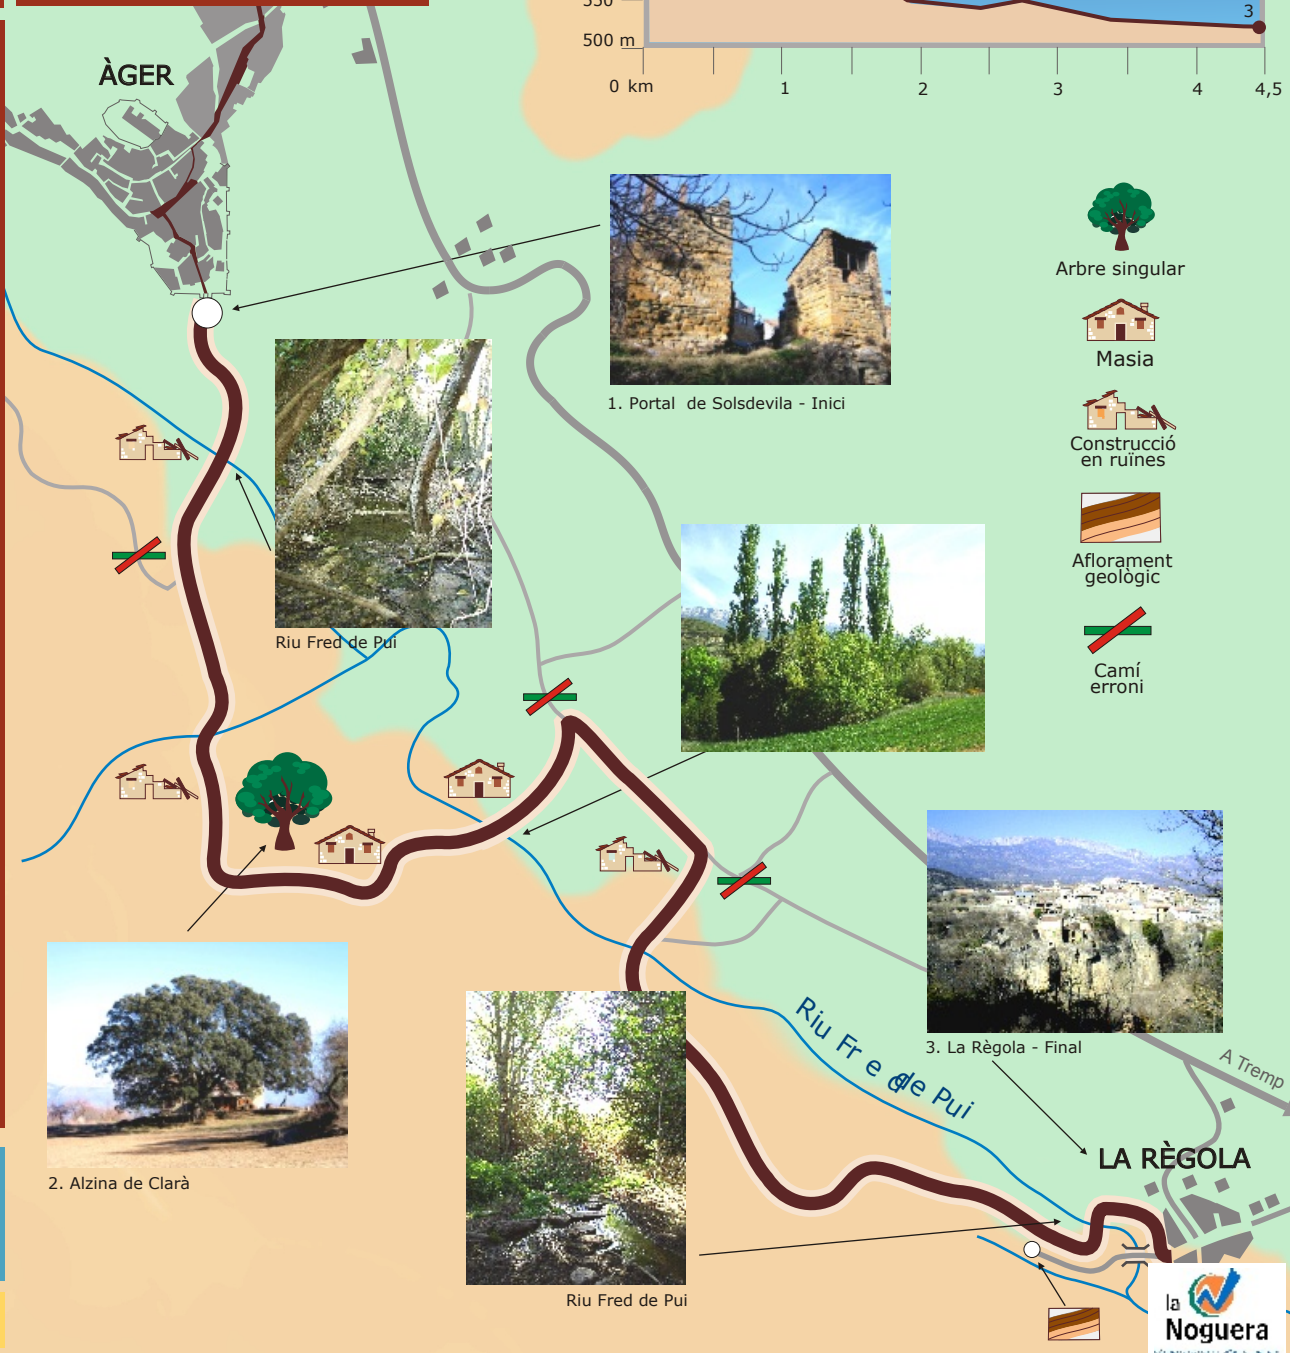 550
3
500 m
0 km
1
2
3
4
4,5
ÀGER
Arbre singular
Masia
1. Portal de Solsdevila - Inici
Construcció
en ruïnes
Aflorament
geològic
Riu Fred de Pui
Camí
erroni
Riu Fred de Pui
3. La Règola - Final
A Tremp
LA RÈGOLA
2. Alzina de Clarà
Riu Fred de Pui
la
Noguera